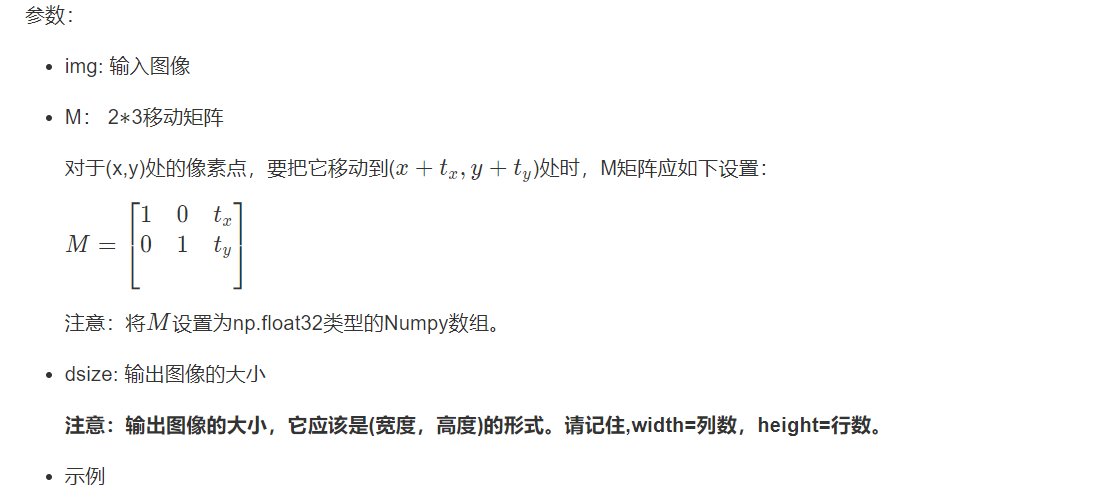 参数：
• img: 输入图像
• M： 2*3移动矩阵
对于(x,y)处的像素点，要把它移动到(x + t_x, y + t_y)处时，M矩阵应如下设置：
M = [1 0 t_x
0 1 t_y]
注意：将M设置为np.float32类型的Numpy数组。
• dsize: 输出图像的大小
注意：输出图像的大小，它应该是(宽度，高度)的形式。请记住,width=列数，height=行数。
• 示例